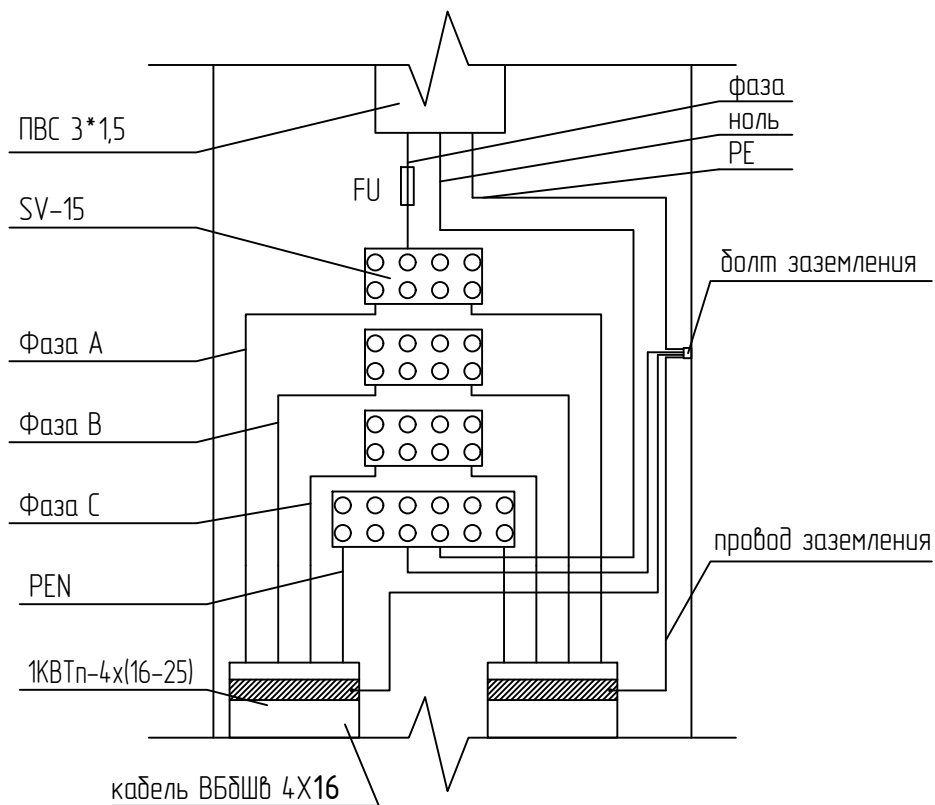 фаза
ноль
PE
ПВС 3*1,5
FU
SV-15
болт заземления
Фаза А
Фаза В
Фаза С
провод заземления
PEN
1КВТп-4х(16-25)
кабель ВБбШв 4Х16